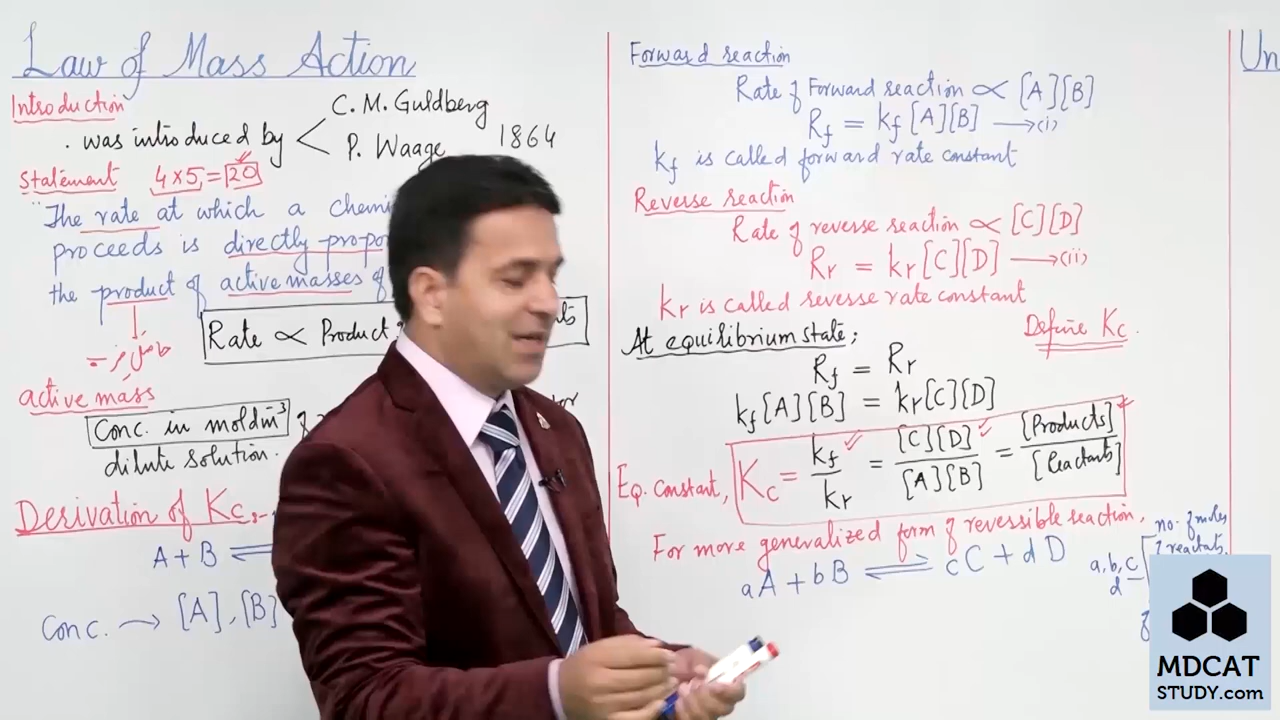 Law of Mass Action
Introduction
. was introduced by < C. M. Guldberg
P. Waage 1864
Statement 4 x 5 = 20
"The rate at which a chemi
proceeds is directly propo
the product of active masses of
Rate ∝ Product
active mass
Conc. in moldm⁻³
dilute solution.
Derivation of Kc:-
A + B ⇌
Conc. → [A], [B]
Forward reaction
Rate of Forward reaction ∝ [A][B]
Rf = kf [A][B] → (i)
kf is called forward rate constant
Reverse reaction
Rate of reverse reaction ∝ [C][D]
Rr = kr [C][D] → (ii)
kr is called reverse rate constant
At equilibrium state;
Define Kc.
Rf = Rr
kf [A][B] = kr [C][D]
Eq. Constant, Kc = kf/kr = [C][D]/[A][B] = [Products]/[Reactants]
For more generalized form of reversible reaction,
aA + bB ⇌ cC + dD
a, b, c
d
no. of moles
Un
MDCAT
STUDY.com